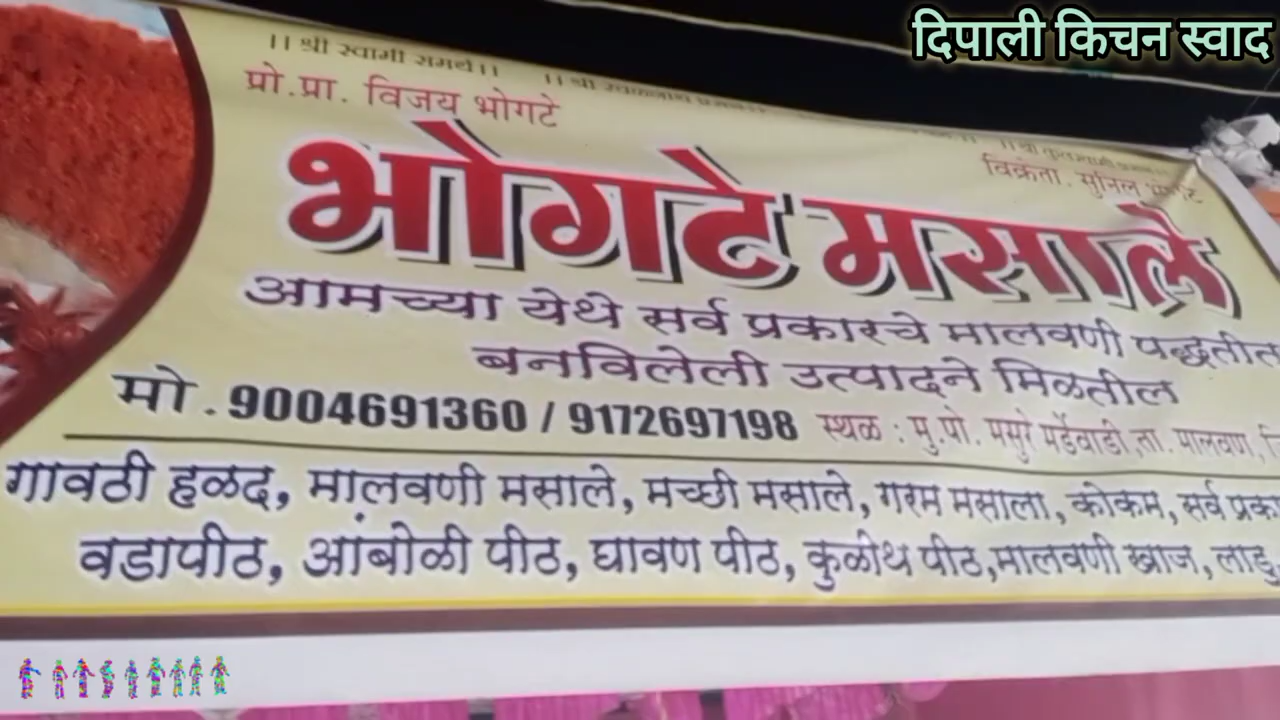 दिपाली किचन स्वाद
।। श्री स्वामी समर्थ।। ।। श्री
प्रो.प्रा. विजय भोगटे
विक्रेता. सुनिल
भोगटे मसाले
आमच्या येथे सर्व प्रकारचे मालवणी पद्धतीत
बनविलेली उत्पादने मिळतील
मो. 9004691360 / 9172697198 स्थळ : मु.पो. मसुरे मर्डेवाडी,ता. मालवण,
गावठी हळद, मालवणी मसाले, मच्छी मसाले, गरम मसाला, कोकम, सर्व प्रका
वडापीठ, आंबोळी पीठ, घावण पीठ, कुळीथ पीठ,मालवणी खाज, लाडु,